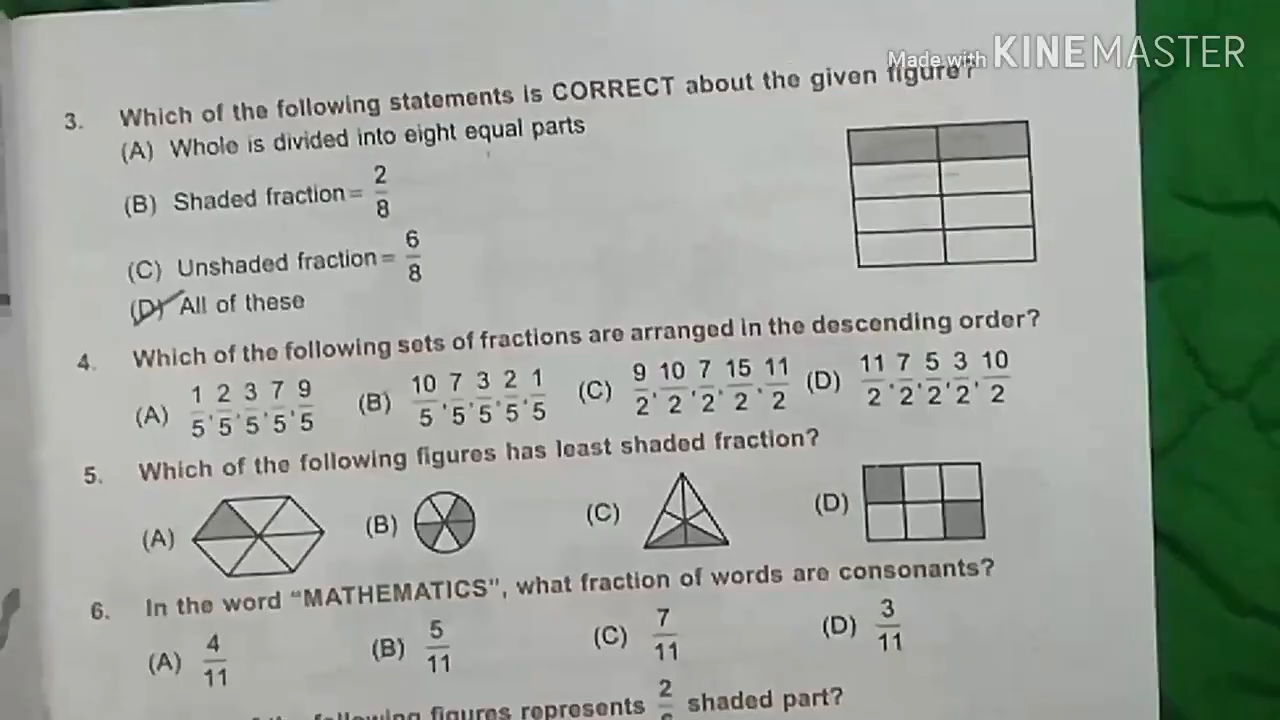 Made with KINEMASTER
3. Which of the following statements is CORRECT about the given figure?
(A) Whole is divided into eight equal parts
(B) Shaded fraction = 2/8
(C) Unshaded fraction = 6/8
(D) All of these
4. Which of the following sets of fractions are arranged in the descending order?
(A) 1/5, 2/5, 3/5, 7/5, 9/5 (B) 10/5, 7/5, 3/5, 2/5, 1/5 (C) 9/2, 10/2, 7/2, 15/2, 11/2 (D) 11/2, 7/2, 5/2, 3/2, 10/2
5. Which of the following figures has least shaded fraction?
(A) (B) (C) (D)
6. In the word "MATHEMATICS", what fraction of words are consonants?
(A) 4/11 (B) 5/11 (C) 7/11 (D) 3/11
following figures represents 2/ shaded part?